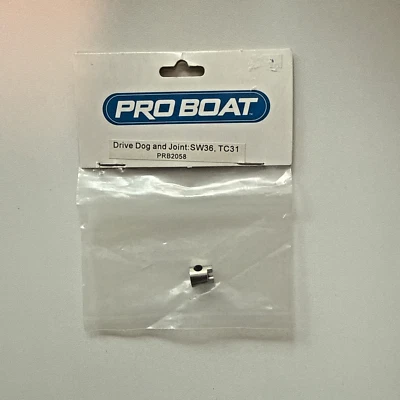 PRO BOAT
Drive Dog and Joint:SW36, TC31
PRB2058